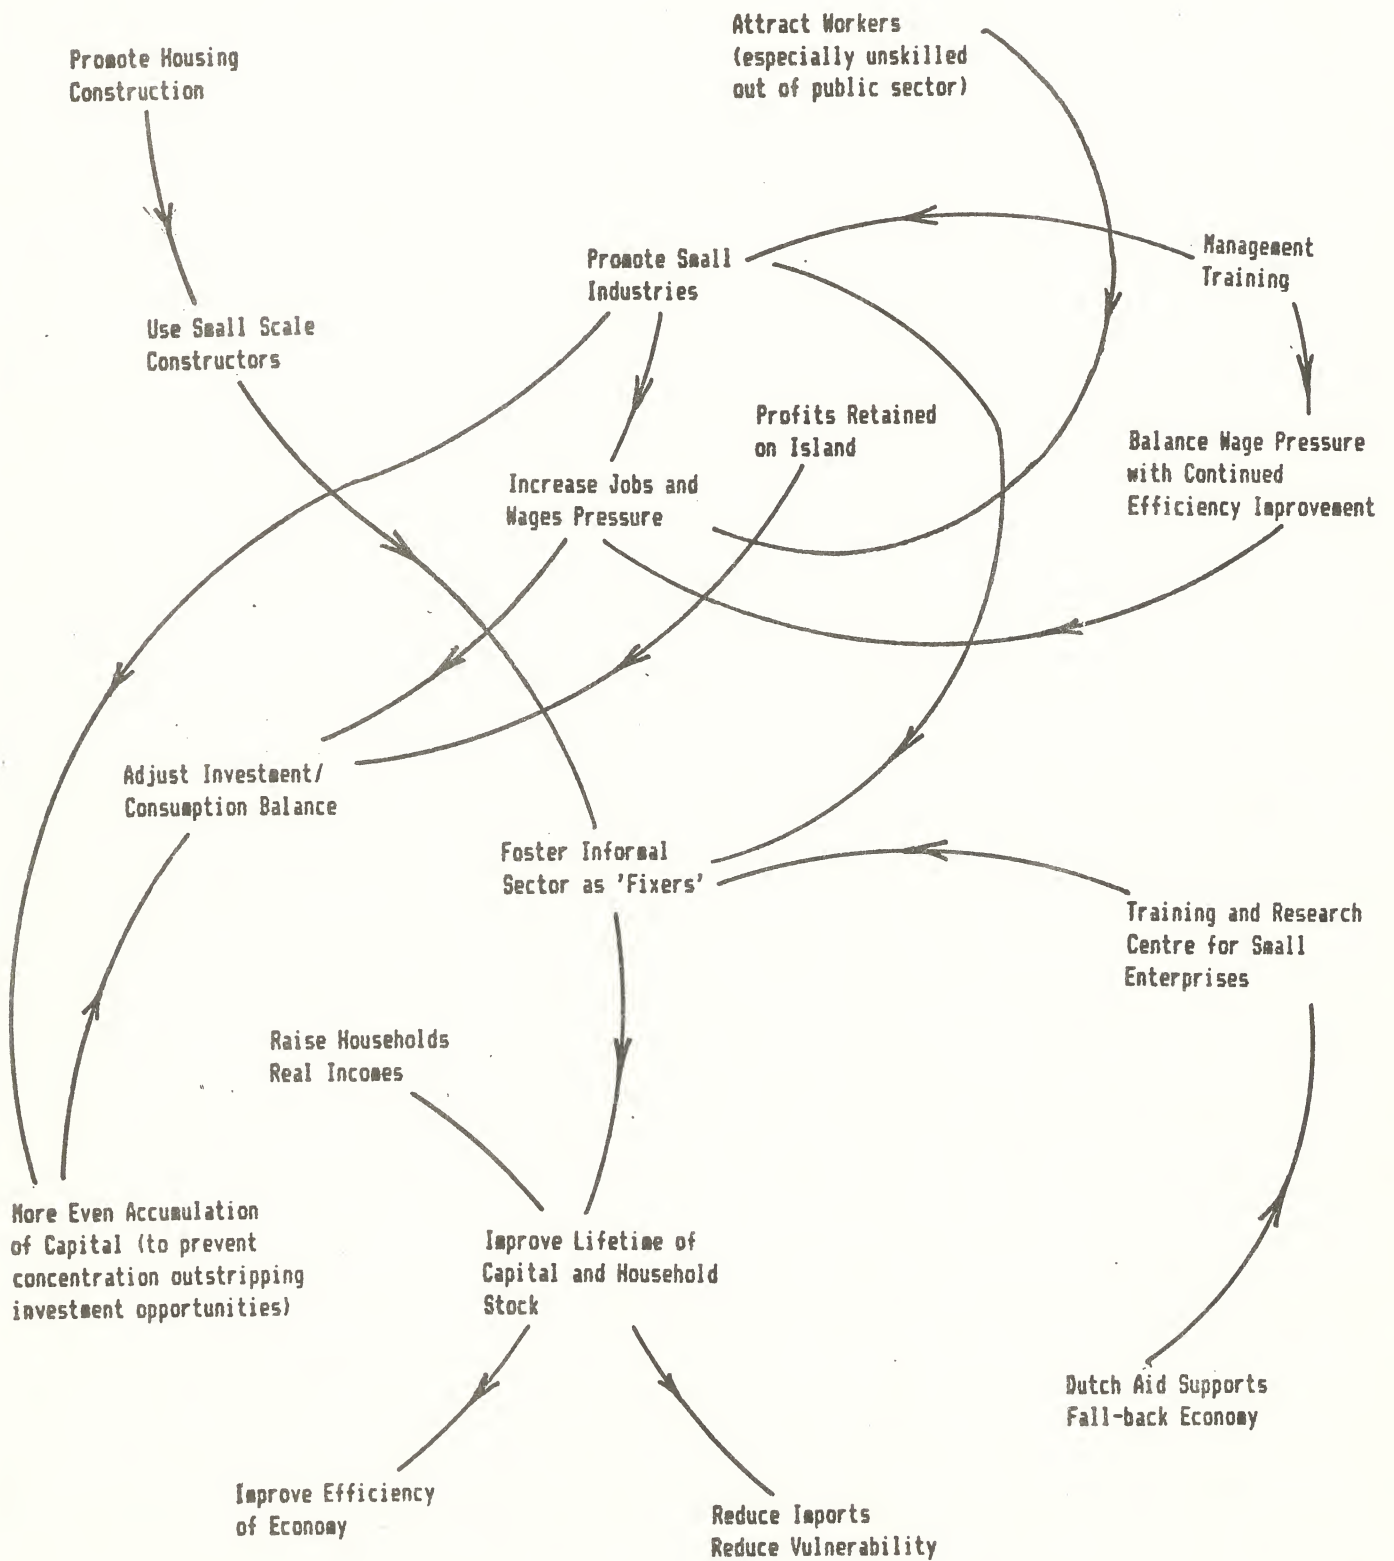 Attract Workers
(especially unskilled
out of public sector)
Promote Housing
Construction
Management
Training
Promote Small
Industries
Use Small Scale
Constructors
Profits Retained
on Island
Balance Wage Pressure
with Continued
Efficiency Improvement
Increase Jobs and
Wages Pressure
Adjust Investment/
Consumption Balance
Foster Informal
Sector as 'Fixers'
Training and Research
Centre for Small
Enterprises
Raise Households
Real Incomes
More Even Accumulation
of Capital (to prevent
concentration outstripping
investment opportunities)
Improve Lifetime of
Capital and Household
Stock
Dutch Aid Supports
Fall-back Economy
Improve Efficiency
of Economy
Reduce Imports
Reduce Vulnerability